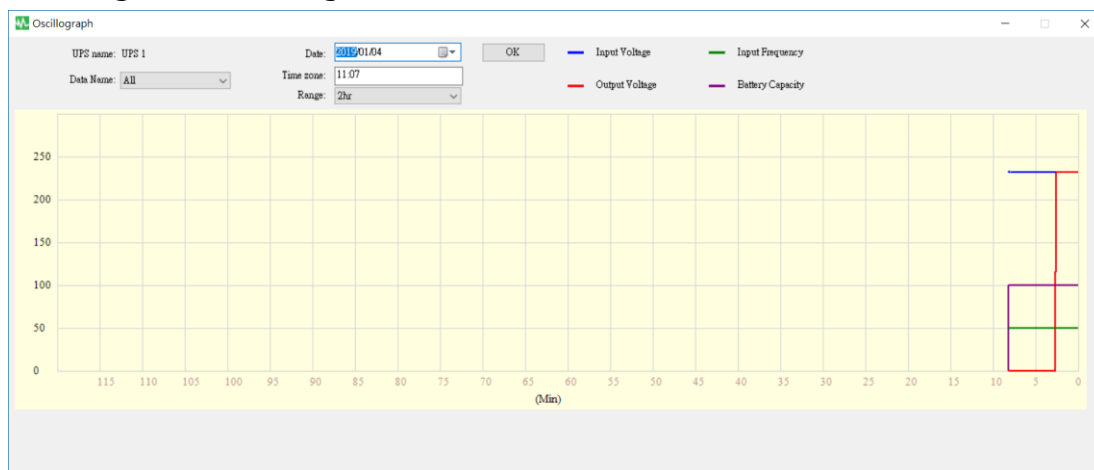 Oscillograph
UPS name: UPS 1
Date: 2019/01/04
OK
Input Voltage
Input Frequency
Data Name: All
Time zone: 11:07
Output Voltage
Battery Capacity
Range: 2hr
250
200
150
100
50
0
115 110 105 100 95 90 85 80 75 70 65 60 55 50 45 40 35 30 25 20 15 10 5 0
(Min)